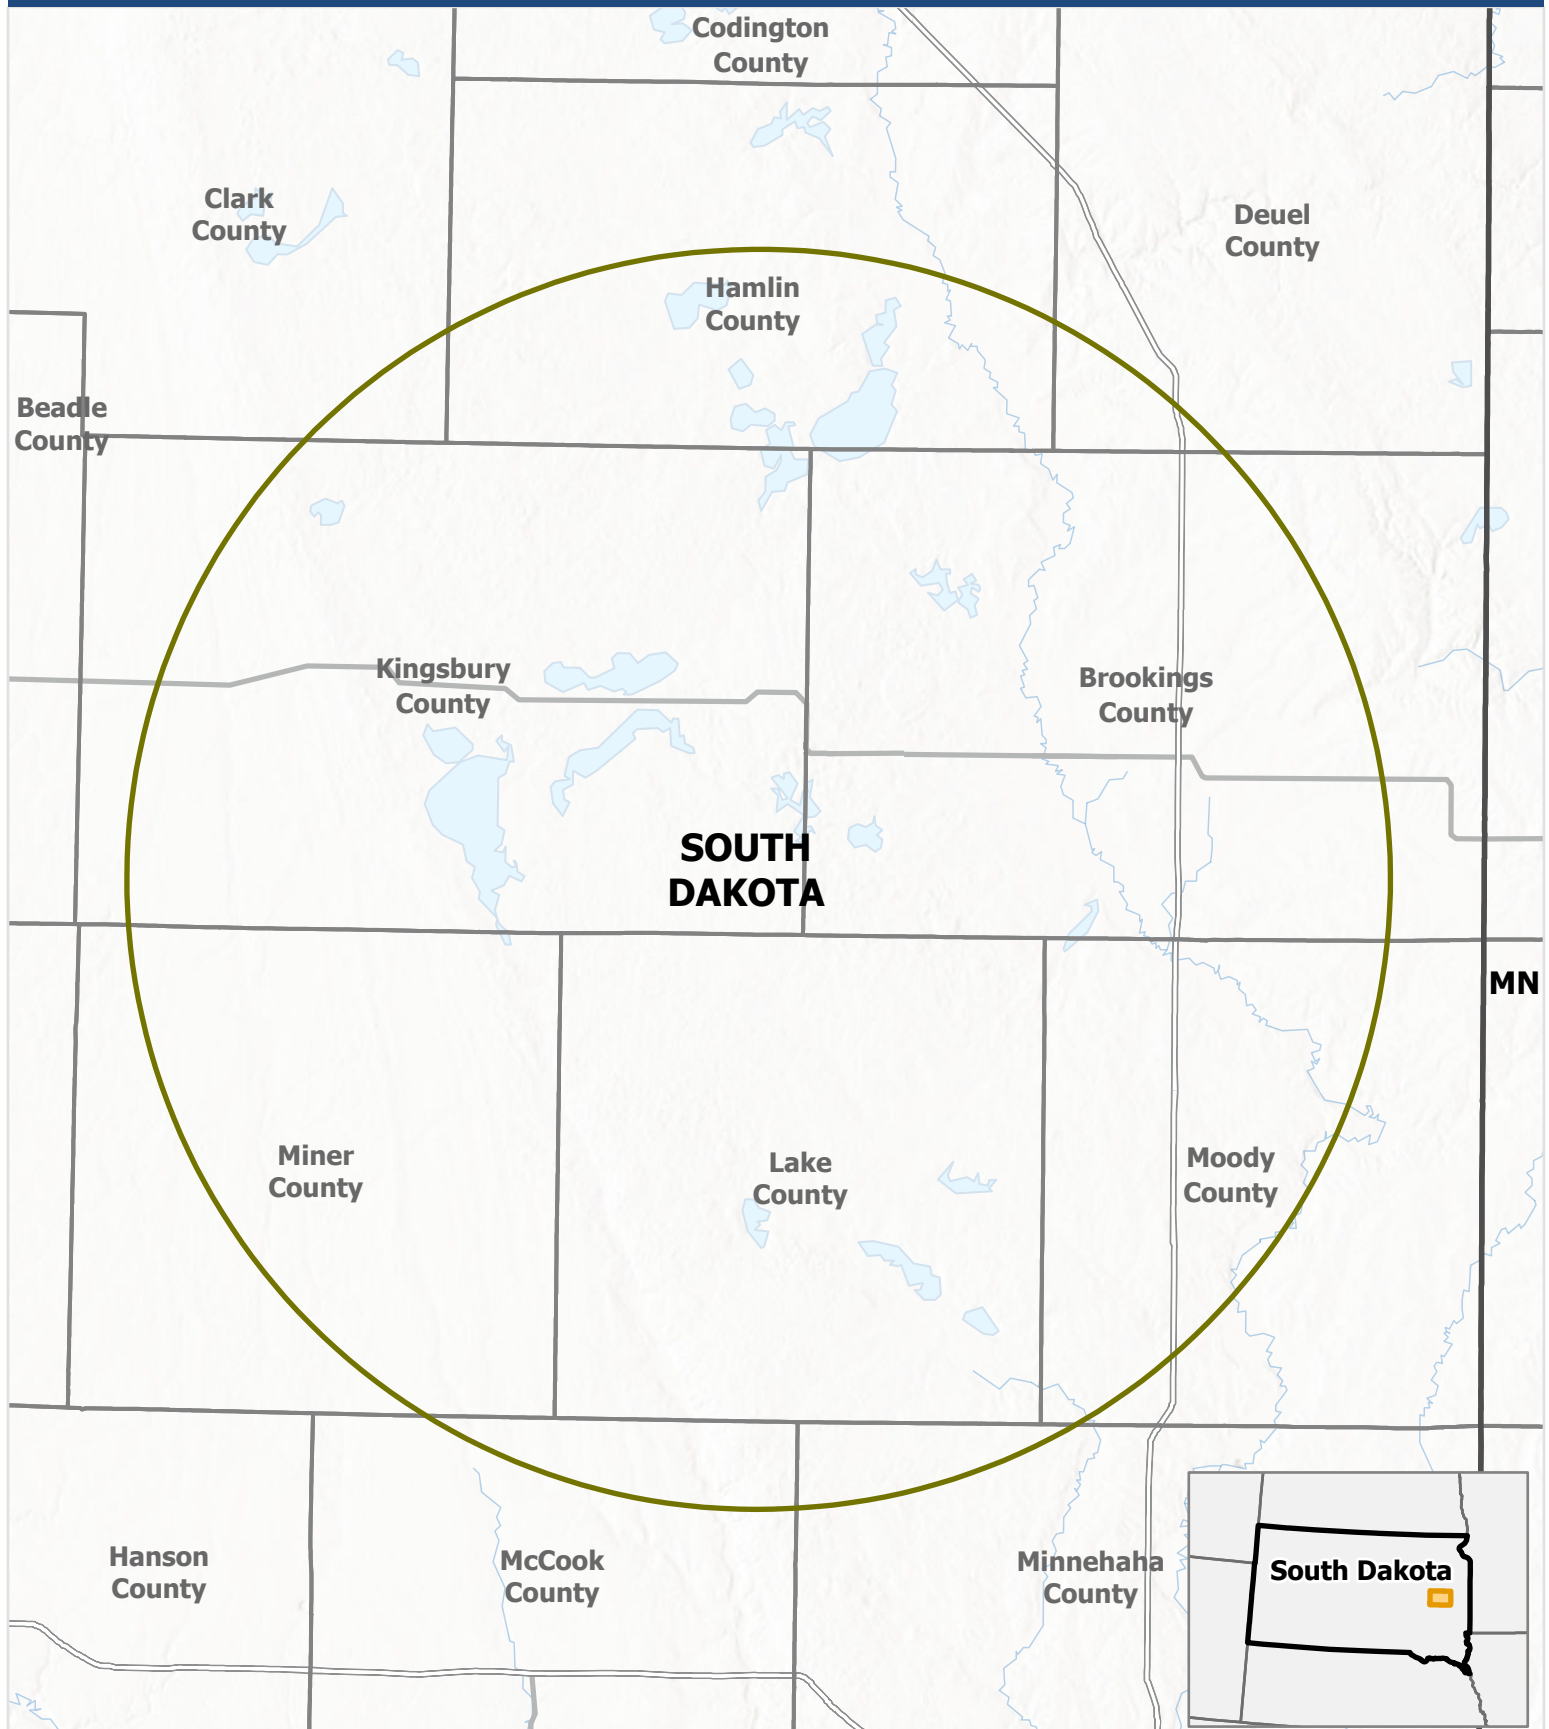 Codington
County
Clark
County
Deuel
County
Hamlin
County
Beadle
County
Kingsbury
County
Brookings
County
SOUTH
DAKOTA
MN
Miner
County
Lake
County
Moody
County
Hanson
County
McCook
County
Minnehaha
County
South Dakota